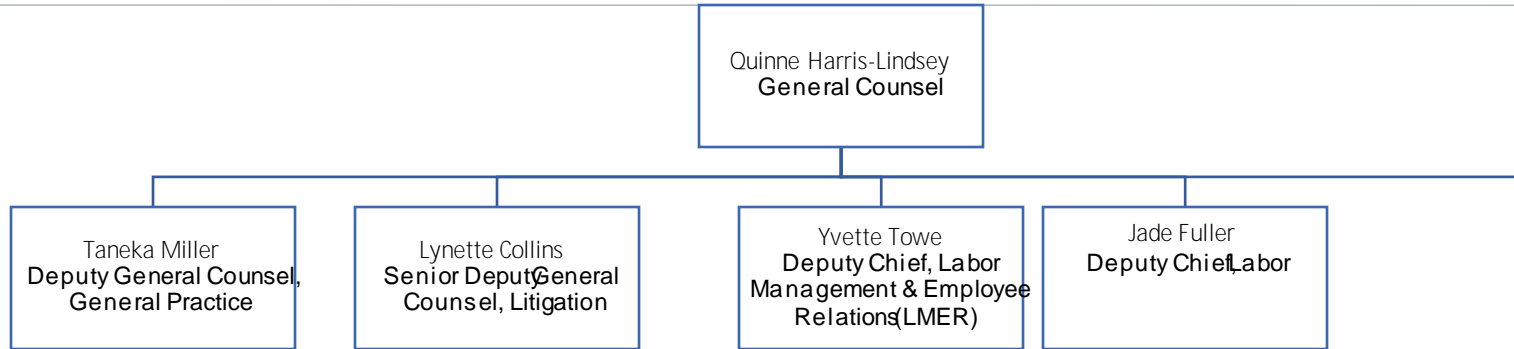 Quinne Harris-Lindsey
General Counsel
Taneka Miller
Deputy General Counsel,
General Practice
Lynette Collins
Senior Deputy General
Counsel, Litigation
Yvette Towe
Deputy Chief, Labor
Management & Employee
Relations (LMER)
Jade Fuller
Deputy Chief, Labor